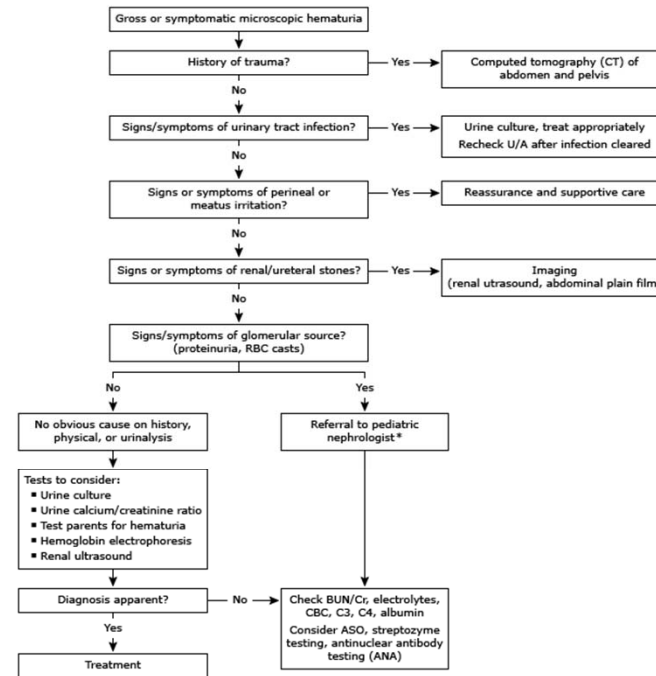 Gross or symptomatic microscopic hematuria
History of trauma?
Yes
Computed tomography (CT) of
abdomen and pelvis
No
Signs/symptoms of urinary tract infection?
Yes
Urine culture, treat appropriately
Recheck U/A after infection cleared
No
Signs or symptoms of perineal or
meatus irritation?
Yes
Reassurance and supportive care
No
Signs or symptoms of renal/ureteral stones?
Yes
Imaging
(renal utrasound, abdominal plain film
No
Signs/symptoms of glomerular source?
(proteinuria, RBC casts)
No
Yes
No obvious cause on history,
physical, or urinalysis
Referral to pediatric
nephrologist*
Tests to consider:
▪ Urine culture
▪ Urine calcium/creatinine ratio
▪ Test parents for hematuria
▪ Hemoglobin electrophoresis
▪ Renal ultrasound
Diagnosis apparent?
No
Check BUN/Cr, electrolytes,
CBC, C3, C4, albumin
Consider ASO, streptozyme
testing, antinuclear antibody
testing (ANA)
Yes
Treatment